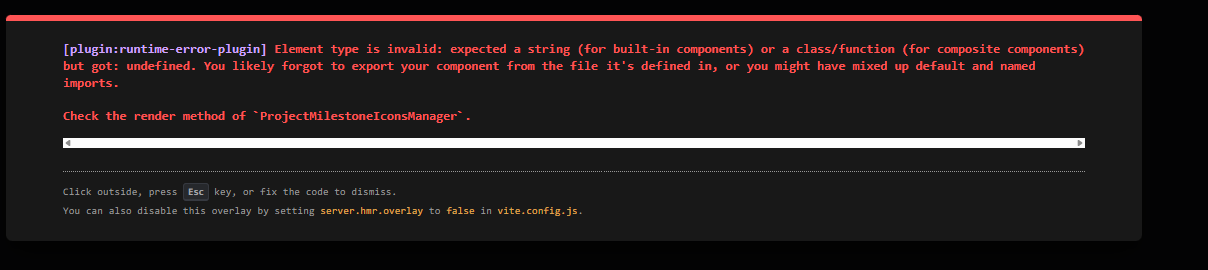 [plugin:runtime-error-plugin] Element type is invalid: expected a string (for built-in components) or a class/function (for composite components)
but got: undefined. You likely forgot to export your component from the file it's defined in, or you might have mixed up default and named
imports.
Check the render method of `ProjectMilestoneIconsManager`.
Click outside, press Esc key, or fix the code to dismiss.
You can also disable this overlay by setting server.hmr.overlay to false in vite.config.js.